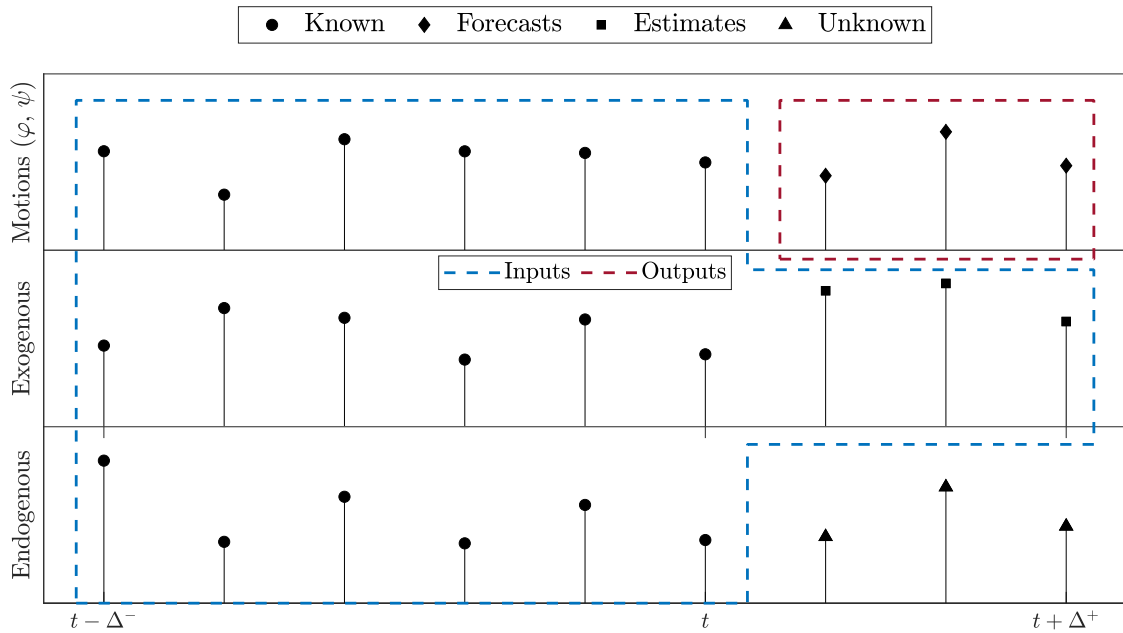 Known Forecasts Estimates Unknown
Motions (φ, ψ)
Inputs Outputs
Exogenous
Endogenous
t − Δ⁻ t t + Δ⁺